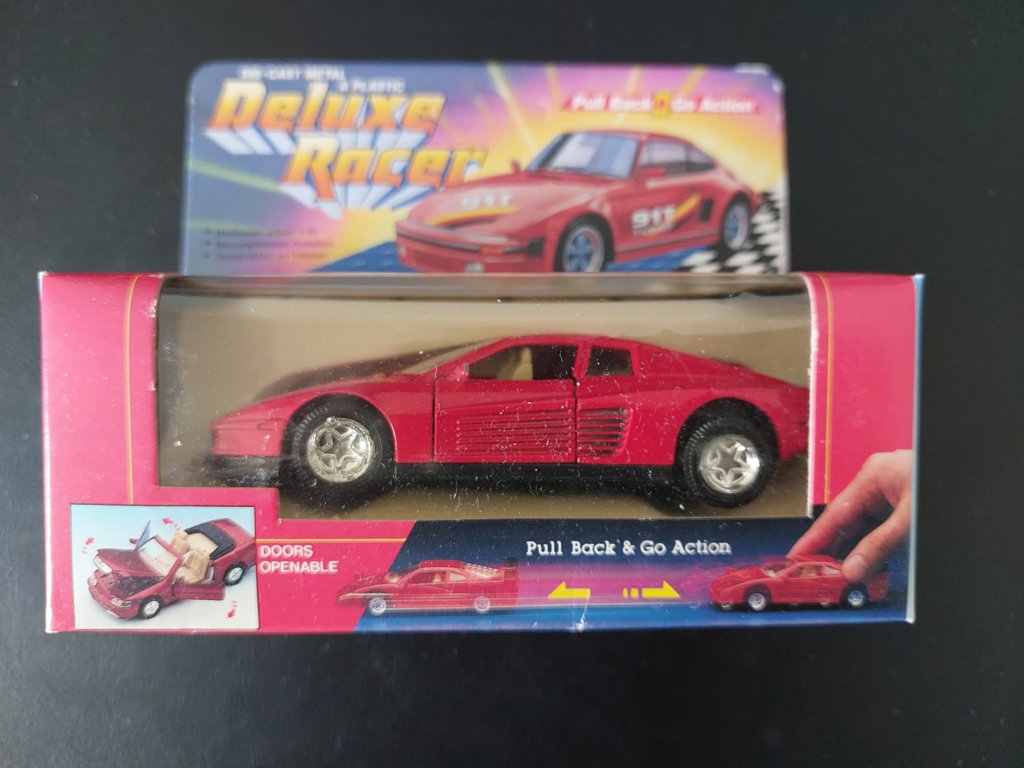 DIE-CAST METAL
& PLASTIC
Deluxe
Racer
Pull Back & Go Action
911
911
DOORS
OPENABLE
Pull Back & Go Action